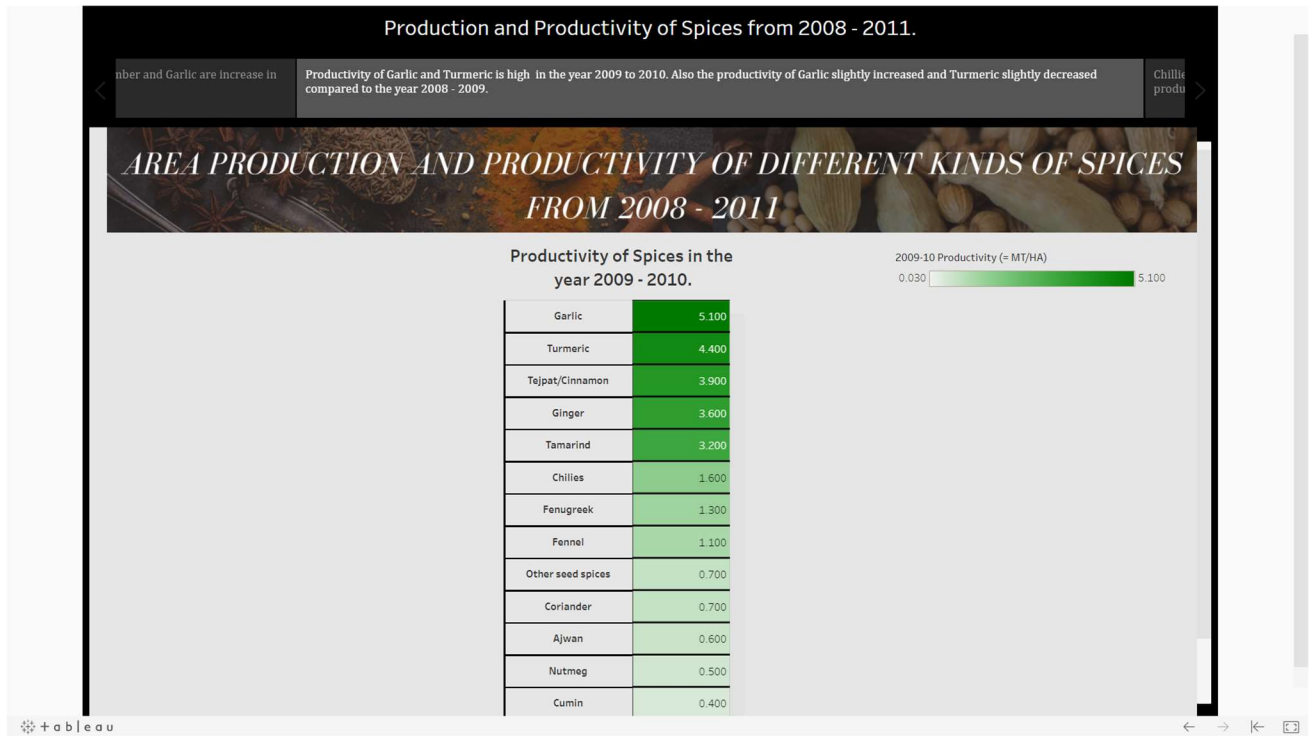 Production and Productivity of Spices from 2008 - 2011.
nber and Garlic are increase in
Productivity of Garlic and Turmeric is high in the year 2009 to 2010. Also the productivity of Garlic slightly increased and Turmeric slightly decreased
compared to the year 2008 - 2009.
Chillie
produ
AREA PRODUCTION AND PRODUCTIVITY OF DIFFERENT KINDS OF SPICES
FROM 2008 - 2011
Productivity of Spices in the
year 2009 - 2010.
2009-10 Productivity (= MT/HA)
0.030 5.100
Garlic 5.100
Turmeric 4.400
Tejpat/Cinnamon 3.900
Ginger 3.600
Tamarind 3.200
Chilies 1.600
Fenugreek 1.300
Fennel 1.100
Other seed spices 0.700
Coriander 0.700
Ajwan 0.600
Nutmeg 0.500
Cumin 0.400
+ableau